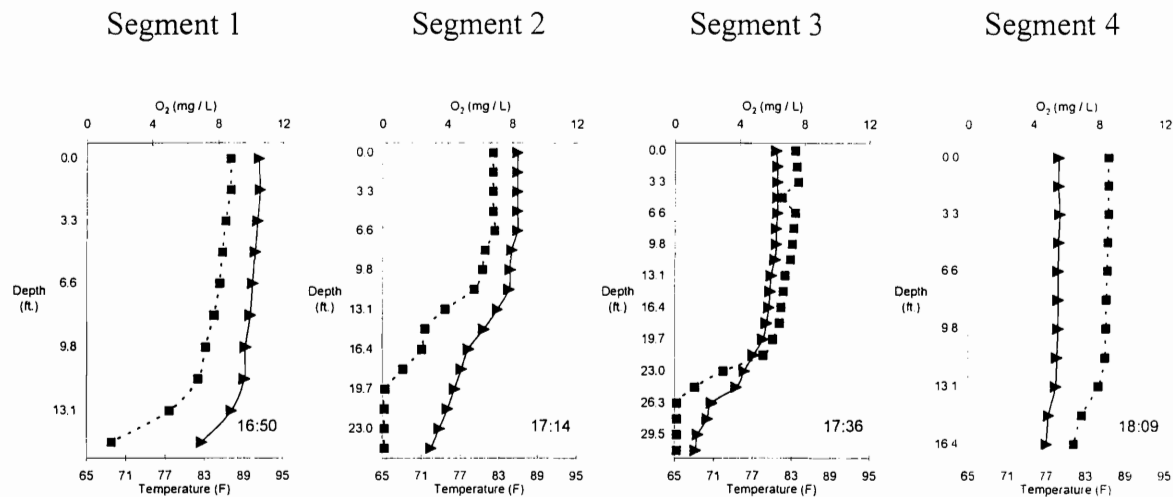 Segment 1
Segment 2
Segment 3
Segment 4
O₂ (mg / L)
0 4 8 12
0.0
3.3
6.6
9.8
13.1
Depth
(ft.)
16:50
65 71 77 83 89 95
Temperature (F)
O₂ (mg / L)
0 4 8 12
0.0
3.3
6.6
9.8
13.1
16.4
19.7
23.0
Depth
(ft.)
17:14
65 71 77 83 89 95
Temperature (F)
O₂ (mg / L)
0 4 8 12
0.0
3.3
6.6
9.8
13.1
16.4
19.7
23.0
26.3
29.5
Depth
(ft.)
17:36
65 71 77 83 89 95
Temperature (F)
O₂ (mg / L)
0 4 8 12
0 0
3 3
6 6
9 8
13 1
16 4
Depth
(ft.)
18:09
65 71 77 83 89 95
Temperature (F)